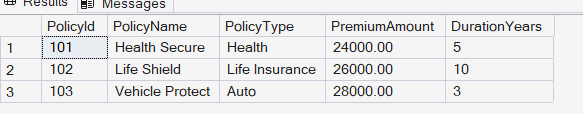 Results Messages
PolicyId PolicyName PolicyType PremiumAmount DurationYears
1 101 Health Secure Health 24000.00 5
2 102 Life Shield Life Insurance 26000.00 10
3 103 Vehicle Protect Auto 28000.00 3